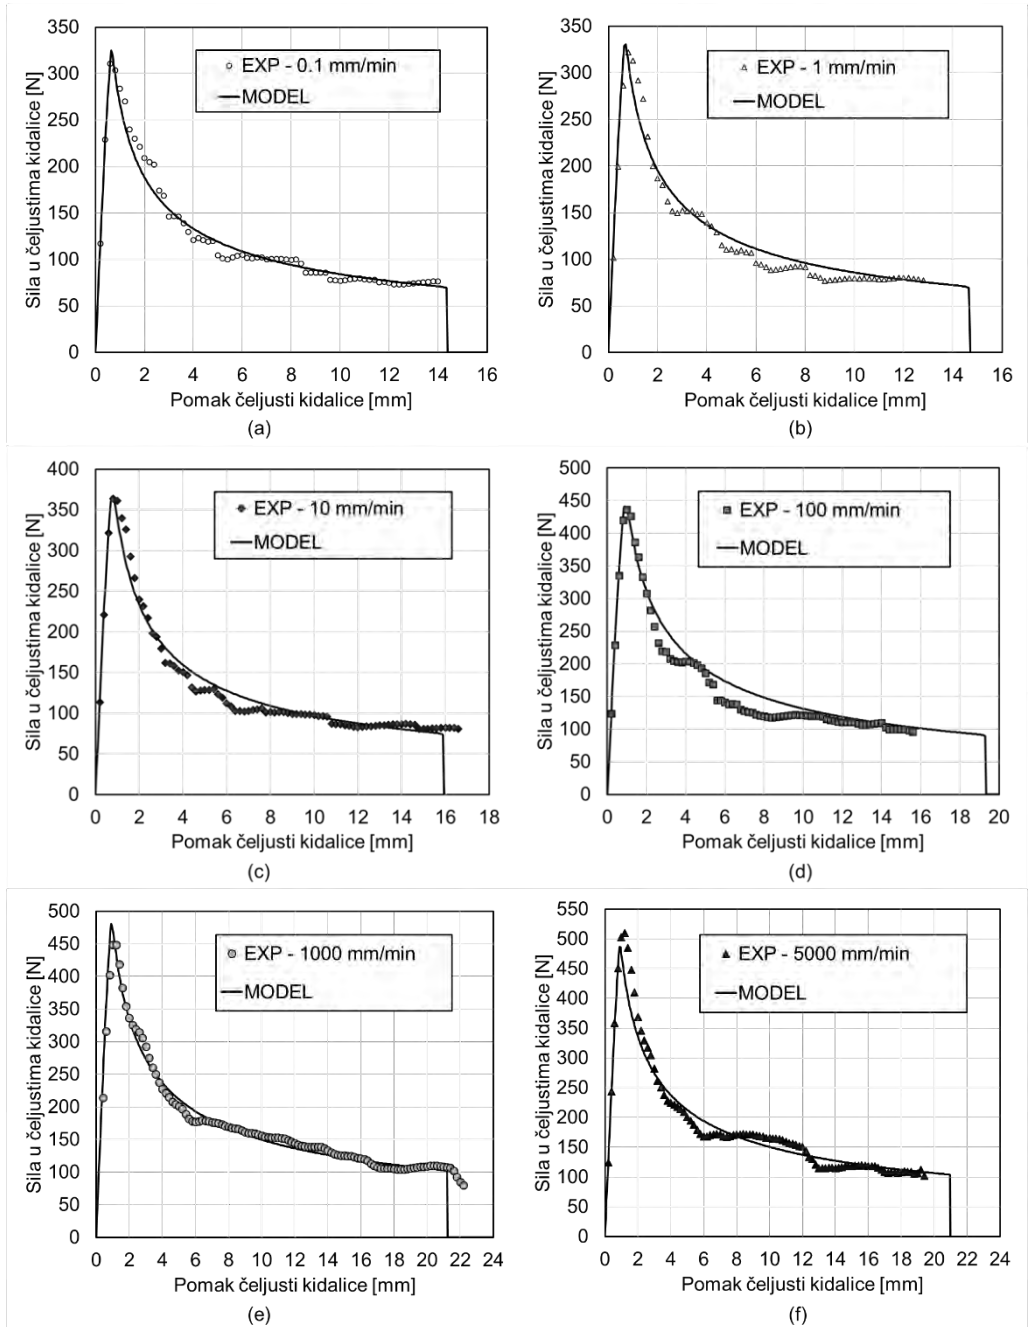 350
300
250
200
150
100
50
0
Sila u čeljustima kidalice [N]
EXP - 0.1 mm/min
MODEL
0 2 4 6 8 10 12 14 16
Pomak čeljusti kidalice [mm]
(a)
350
300
250
200
150
100
50
0
Sila u čeljustima kidalice [N]
EXP - 1 mm/min
MODEL
0 2 4 6 8 10 12 14 16
Pomak čeljusti kidalice [mm]
(b)
400
350
300
250
200
150
100
50
0
Sila u čeljustima kidalice [N]
EXP - 10 mm/min
MODEL
0 2 4 6 8 10 12 14 16 18
Pomak čeljusti kidalice [mm]
(c)
500
450
400
350
300
250
200
150
100
50
0
Sila u čeljustima kidalice [N]
EXP - 100 mm/min
MODEL
0 2 4 6 8 10 12 14 16 18 20
Pomak čeljusti kidalice [mm]
(d)
500
450
400
350
300
250
200
150
100
50
0
Sila u čeljustima kidalice [N]
EXP - 1000 mm/min
MODEL
0 2 4 6 8 10 12 14 16 18 20 22 24
Pomak čeljusti kidalice [mm]
(e)
550
500
450
400
350
300
250
200
150
100
50
0
Sila u čeljustima kidalice [N]
EXP - 5000 mm/min
MODEL
0 2 4 6 8 10 12 14 16 18 20 22 24
Pomak čeljusti kidalice [mm]
(f)